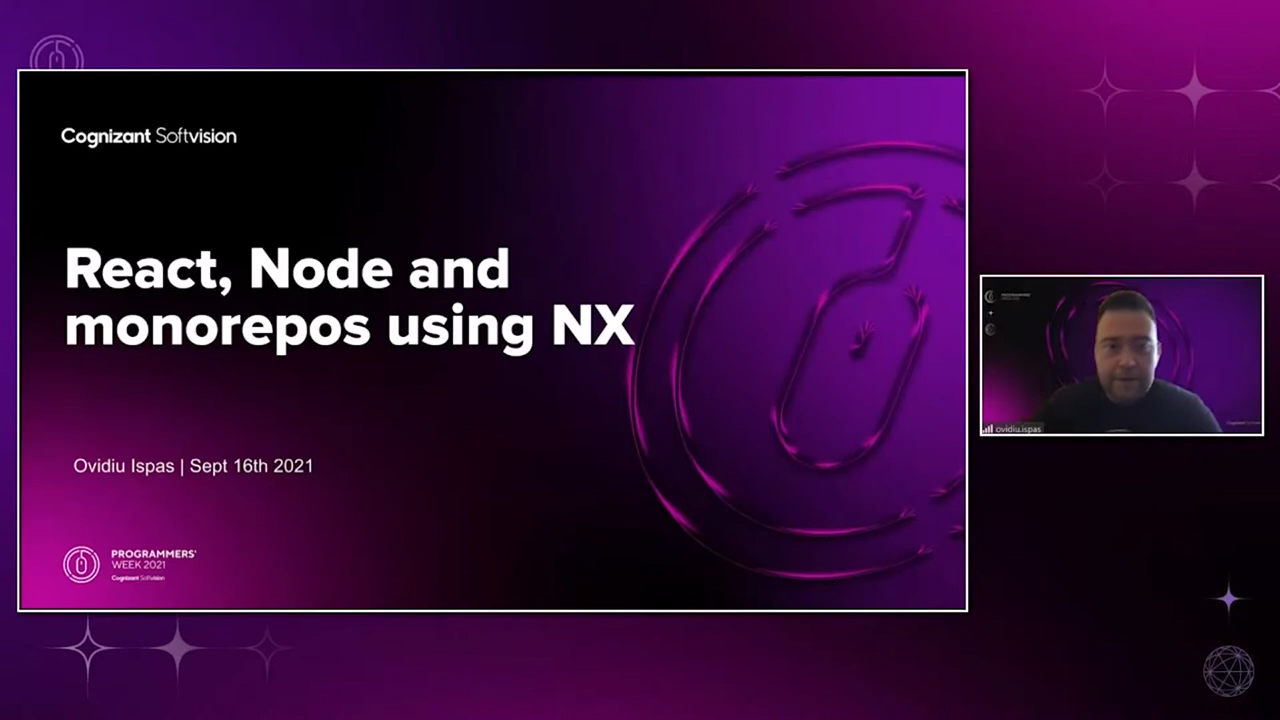 Cognizant Softvision
React, Node and
monorepos using NX
Ovidiu Ispas | Sept 16th 2021
PROGRAMMERS'
WEEK 2021
Cognizant Softvision
ovidiu.ispas